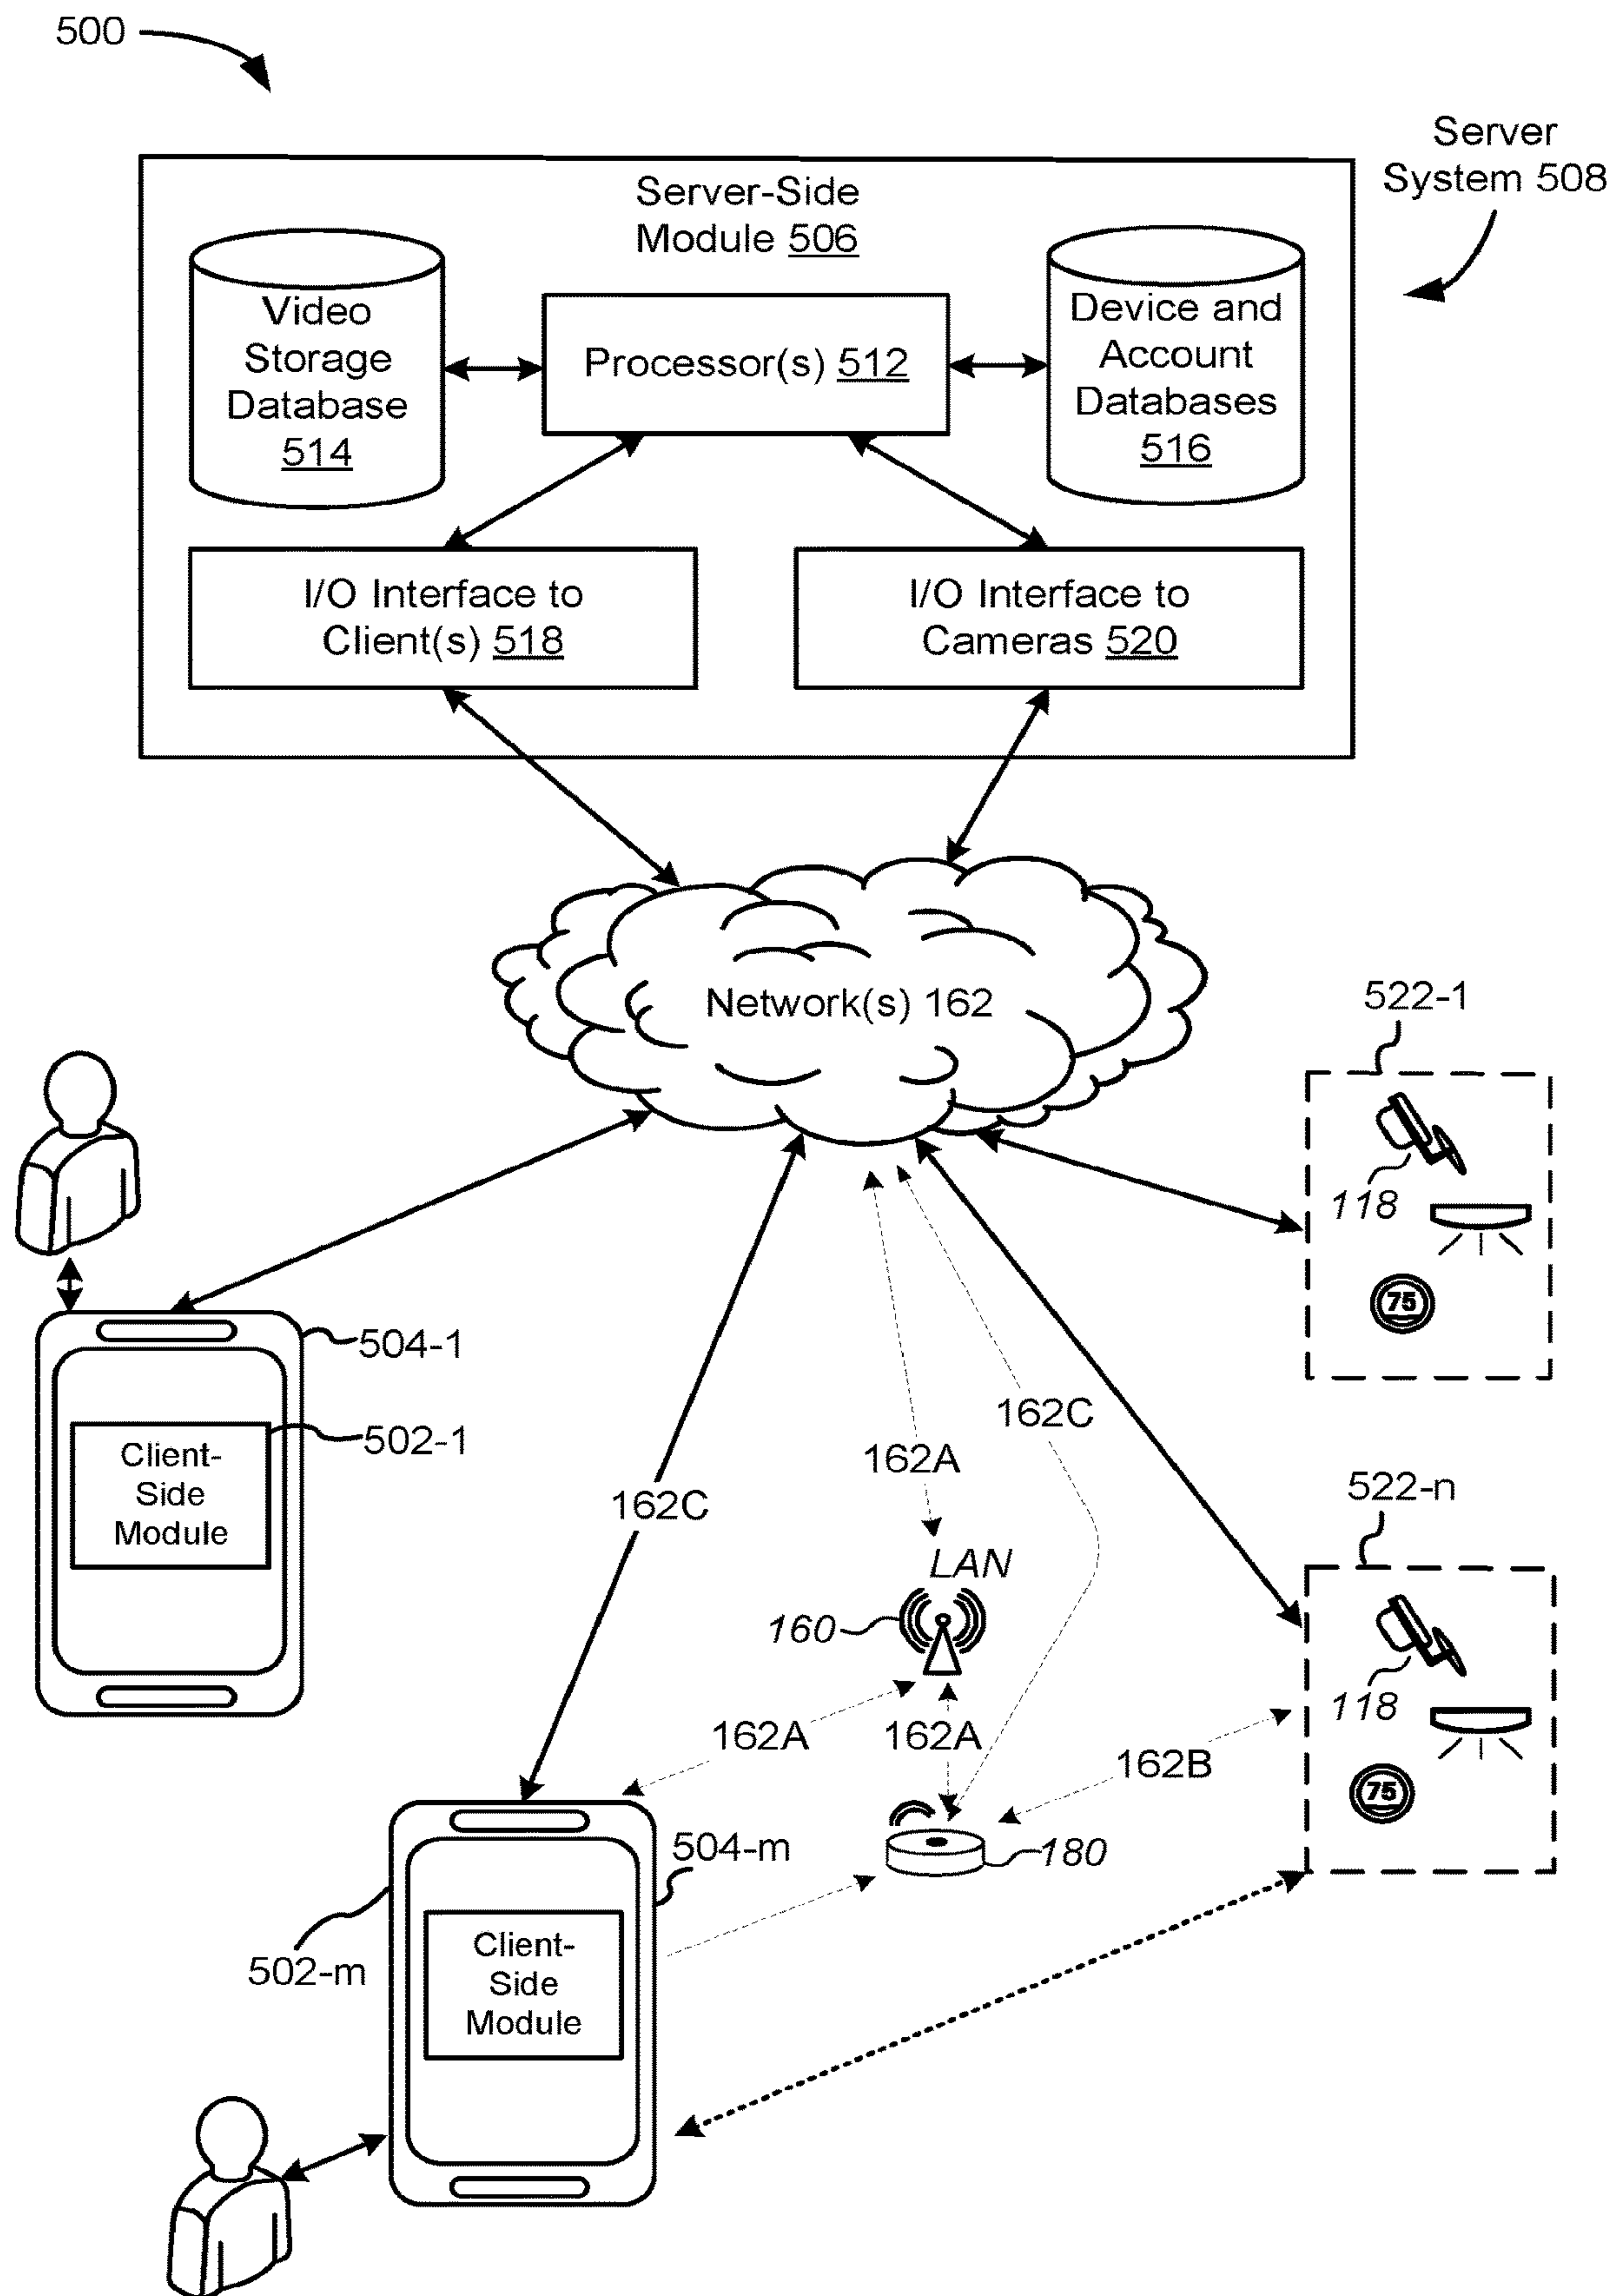 500
Server
System 508
Server-Side
Module 506
Video
Storage
Database
514
Processor(s) 512
Device and
Account
Databases
516
I/O Interface to
Client(s) 518
I/O Interface to
Cameras 520
Network(s) 162
522-1
118
75
504-1
502-1
Client-
Side
Module
162C
162A
162C
522-n
LAN
160
118
162A
162A
162B
75
504-m
180
502-m
Client-
Side
Module